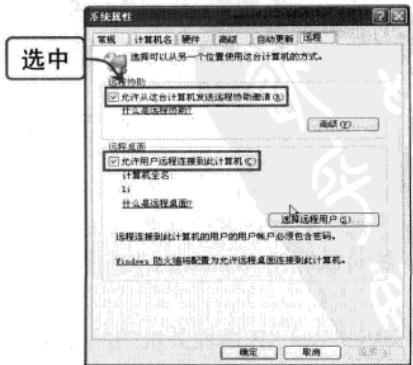 系统属性
常规 计算机名 硬件 高级 自动更新 远程
选中
选择可以从另一个位置使用这台计算机的方式。
远程协助
允许从这台计算机发送远程协助邀请(R)
什么是远程协助?
高级(V)...
远程桌面
允许用户远程连接到此计算机(C)
计算机全名:
li
什么是远程桌面?
选择远程用户(S)...
远程连接到此计算机的用户的用户帐户必须包含密码。
Windows 防火墙将配置为允许远程桌面连接到此计算机。
确定 取消